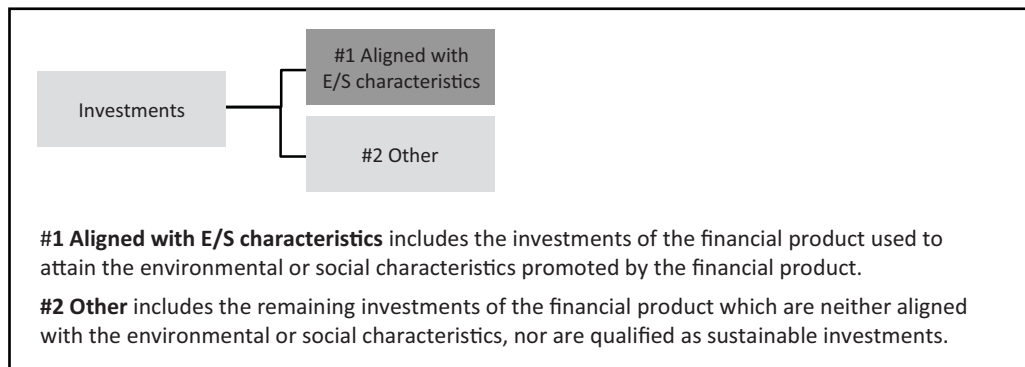 #1 Aligned with
E/S characteristics
Investments
#2 Other
#1 Aligned with E/S characteristics includes the investments of the financial product used to
attain the environmental or social characteristics promoted by the financial product.
#2 Other includes the remaining investments of the financial product which are neither aligned
with the environmental or social characteristics, nor are qualified as sustainable investments.